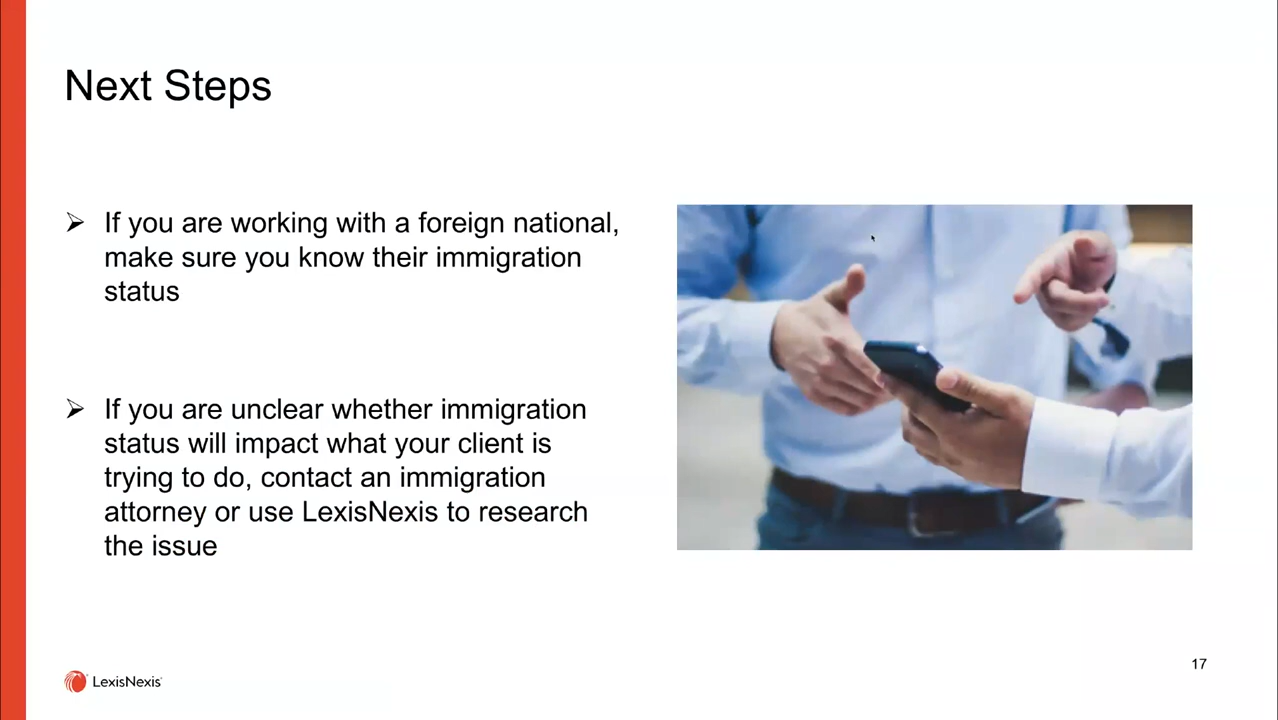 Next Steps
➢ If you are working with a foreign national,
make sure you know their immigration
status
➢ If you are unclear whether immigration
status will impact what your client is
trying to do, contact an immigration
attorney or use LexisNexis to research
the issue
17
LexisNexis